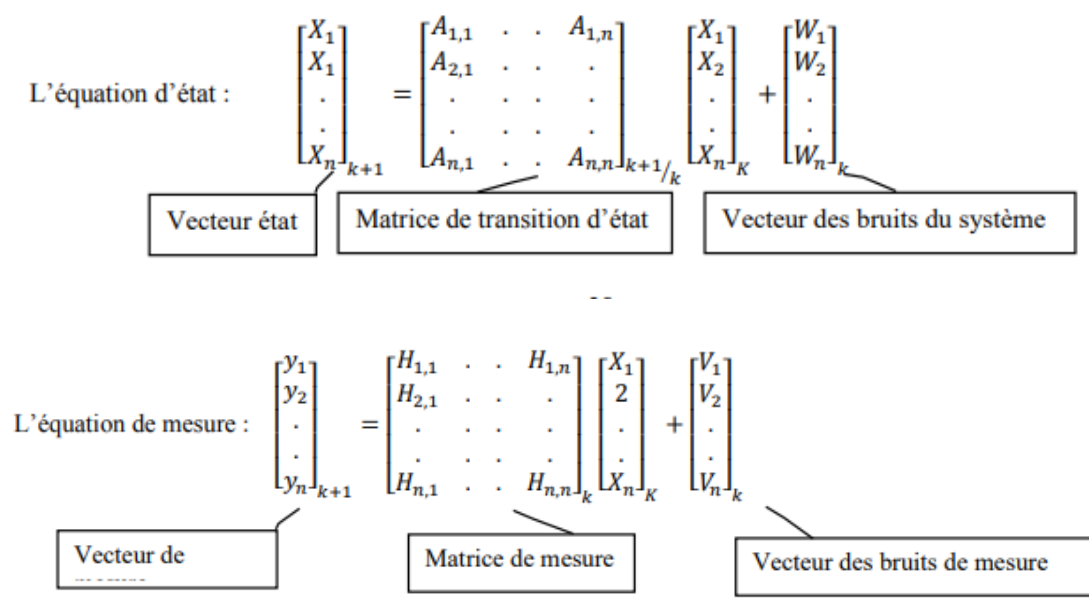 L'équation d'état : [X₁ X₁ . . Xₙ]ₖ₊₁ = [A₁,₁ . . A₁,ₙ A₂,₁ . . . . . . . . . . . Aₙ,₁ . . Aₙ,ₙ]ₖ₊₁/ₖ [X₁ X₂ . . Xₙ]_K + [W₁ W₂ . . Wₙ]ₖ
Vecteur état
Matrice de transition d'état
Vecteur des bruits du système
L'équation de mesure : [y₁ y₂ . . yₙ]ₖ₊₁ = [H₁,₁ . . H₁,ₙ H₂,₁ . . . . . . . . . . . Hₙ,₁ . . Hₙ,ₙ]ₖ [X₁ 2 . . Xₙ]_K + [V₁ V₂ . . Vₙ]ₖ
Vecteur de
Matrice de mesure
Vecteur des bruits de mesure